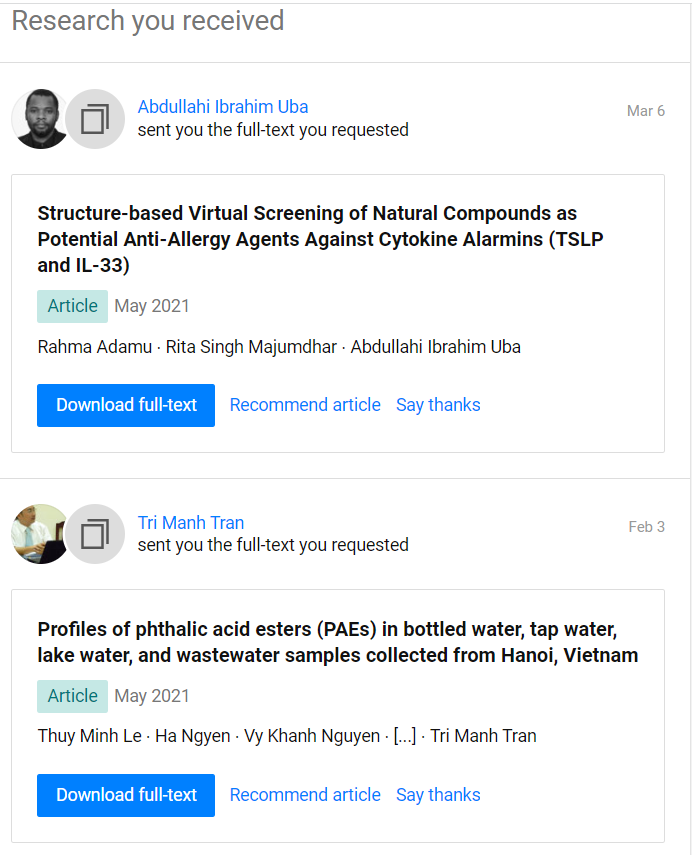 Research you received
Abdullahi Ibrahim Uba
Mar 6
sent you the full-text you requested
Structure-based Virtual Screening of Natural Compounds as
Potential Anti-Allergy Agents Against Cytokine Alarmins (TSLP
and IL-33)
Article May 2021
Rahma Adamu · Rita Singh Majumdhar · Abdullahi Ibrahim Uba
Download full-text Recommend article Say thanks
Tri Manh Tran
Feb 3
sent you the full-text you requested
Profiles of phthalic acid esters (PAEs) in bottled water, tap water,
lake water, and wastewater samples collected from Hanoi, Vietnam
Article May 2021
Thuy Minh Le · Ha Ngyen · Vy Khanh Nguyen · [...] · Tri Manh Tran
Download full-text Recommend article Say thanks